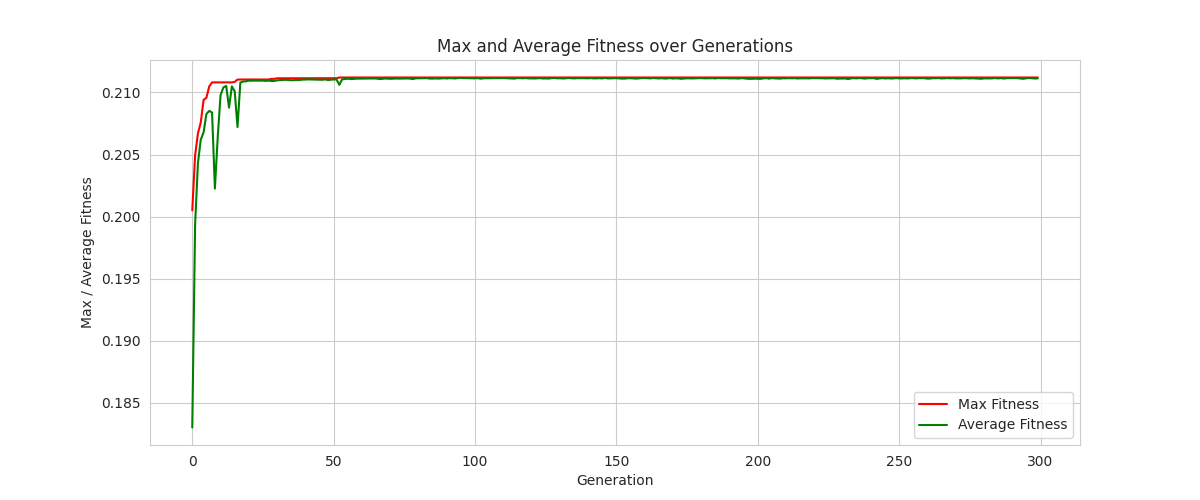 Max and Average Fitness over Generations
Max / Average Fitness
0.210
0.205
0.200
0.195
0.190
0.185
0
50
100
150
200
250
300
Generation
Max Fitness
Average Fitness